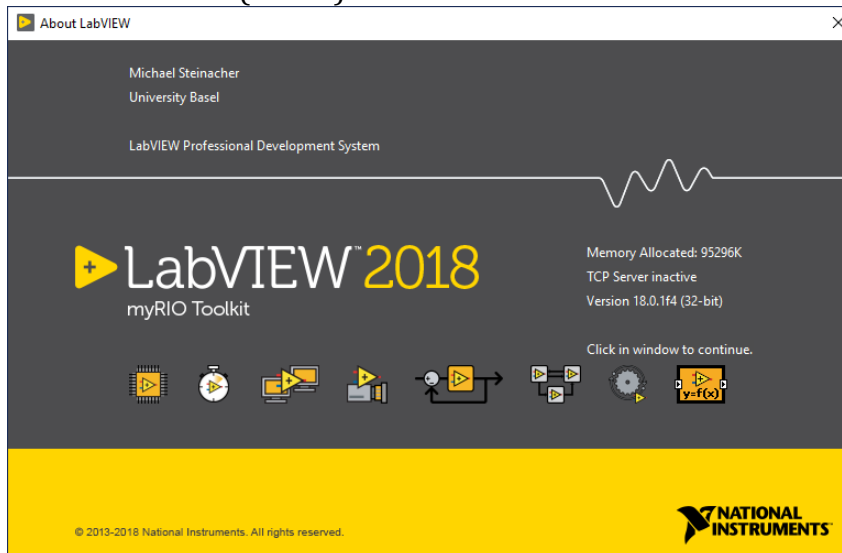 About LabVIEW
Michael Steinacher
University Basel
LabVIEW Professional Development System
LabVIEW™ 2018
myRIO Toolkit
Memory Allocated: 95296K
TCP Server inactive
Version 18.0.1f4 (32-bit)
Click in window to continue.
y=f(x)
© 2013-2018 National Instruments. All rights reserved.
NATIONAL
INSTRUMENTS™